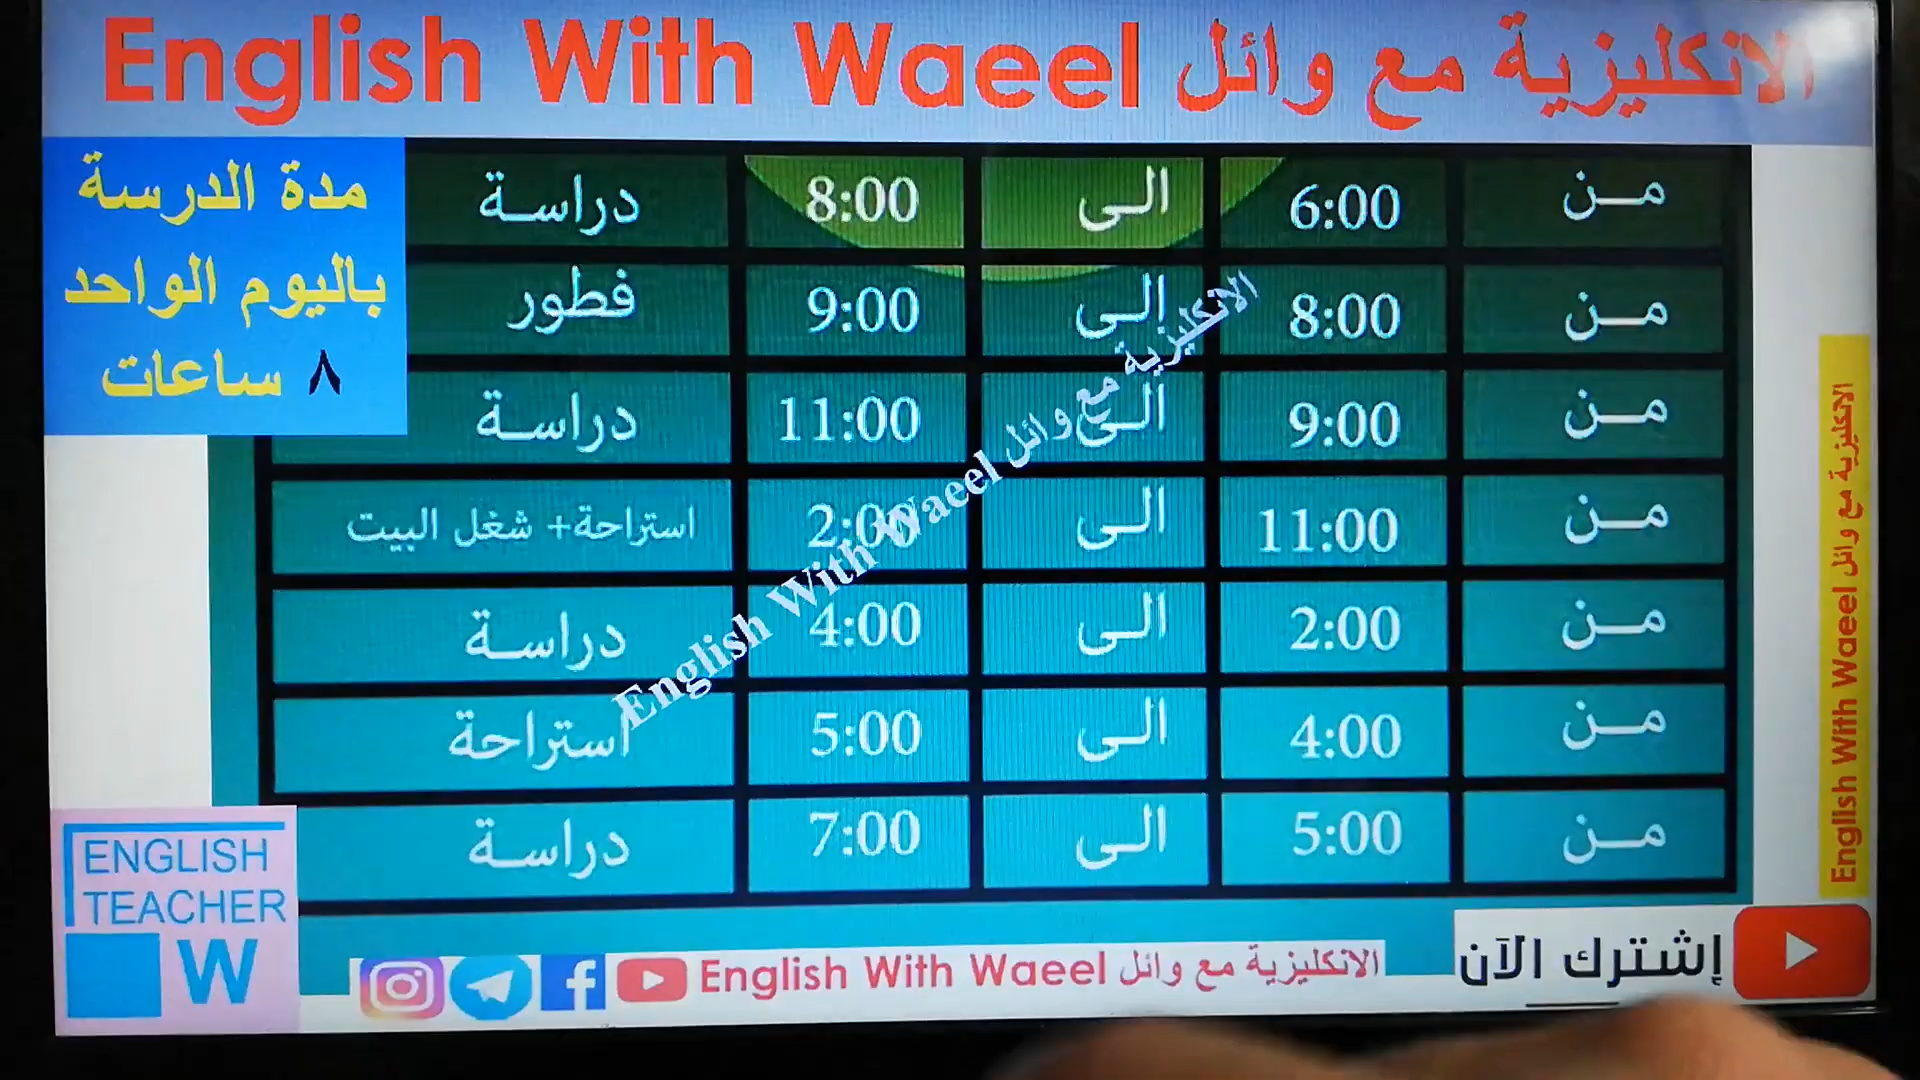 English With Waeel الانكليزية مع وائل
مدة الدرسة
باليوم الواحد
٨ ساعات
من 6:00 الى 8:00 دراسة
من 8:00 الى 9:00 فطور
من 9:00 الى 11:00 دراسة
من 11:00 الى 2:00 استراحة+ شغل البيت
من 2:00 الى 4:00 دراسة
من 4:00 الى 5:00 استراحة
من 5:00 الى 7:00 دراسة
English With Waeel الانكليزية مع وائل
English With Waeel الانكليزية مع وائل
ENGLISH
TEACHER
W
English With Waeel الانكليزية مع وائل
إشترك الآن